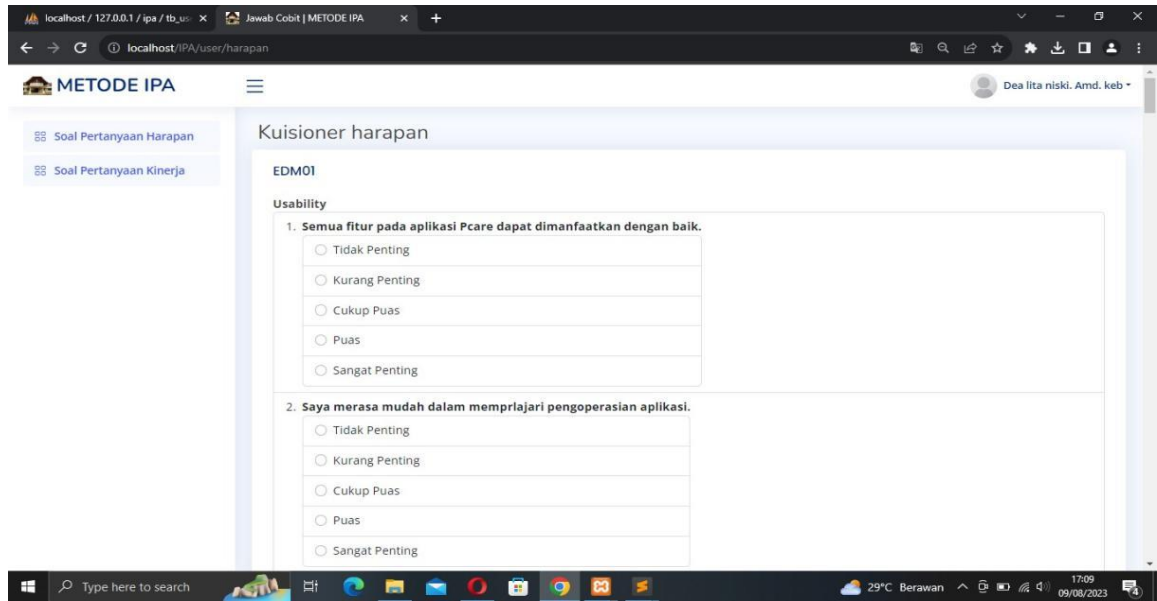 localhost / 127.0.0.1 / ipa / tb_us
Jawab Cobit | METODE IPA
localhost/IPA/user/harapan
METODE IPA
Dea lita niski. Amd. keb
Soal Pertanyaan Harapan
Soal Pertanyaan Kinerja
Kuisioner harapan
EDM01
Usability
1. Semua fitur pada aplikasi Pcare dapat dimanfaatkan dengan baik.
Tidak Penting
Kurang Penting
Cukup Puas
Puas
Sangat Penting
2. Saya merasa mudah dalam memprlajari pengoperasian aplikasi.
Tidak Penting
Kurang Penting
Cukup Puas
Puas
Sangat Penting
Type here to search
29°C Berawan
17:09
09/08/2023
4